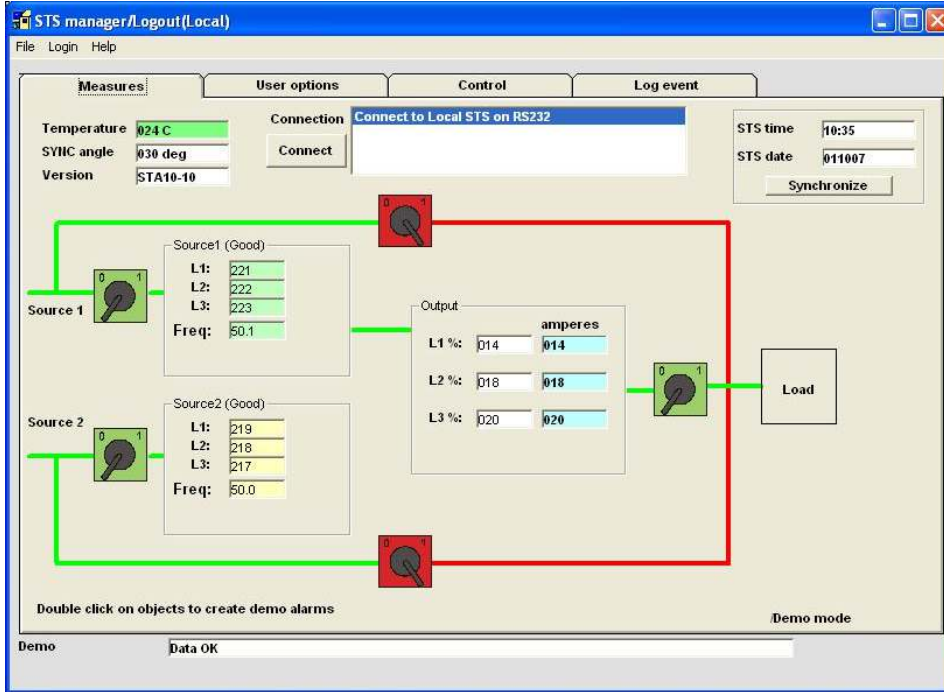 STS manager/Logout(Local)
File Login Help
Measures User options Control Log event
Temperature 024 C
SYNC angle 030 deg
Version STA10-10
Connection Connect to Local STS on RS232
Connect
STS time 10:35
STS date 011007
Synchronize
0 1
Source 1
0 1
Source1 (Good)
L1: 221
L2: 222
L3: 223
Freq: 50.1
Output
amperes
L1 %: 014 014
L2 %: 018 018
L3 %: 020 020
0 1
Load
Source 2
0 1
Source2 (Good)
L1: 219
L2: 218
L3: 217
Freq: 50.0
0 1
Double click on objects to create demo alarms
/Demo mode
Demo Data OK